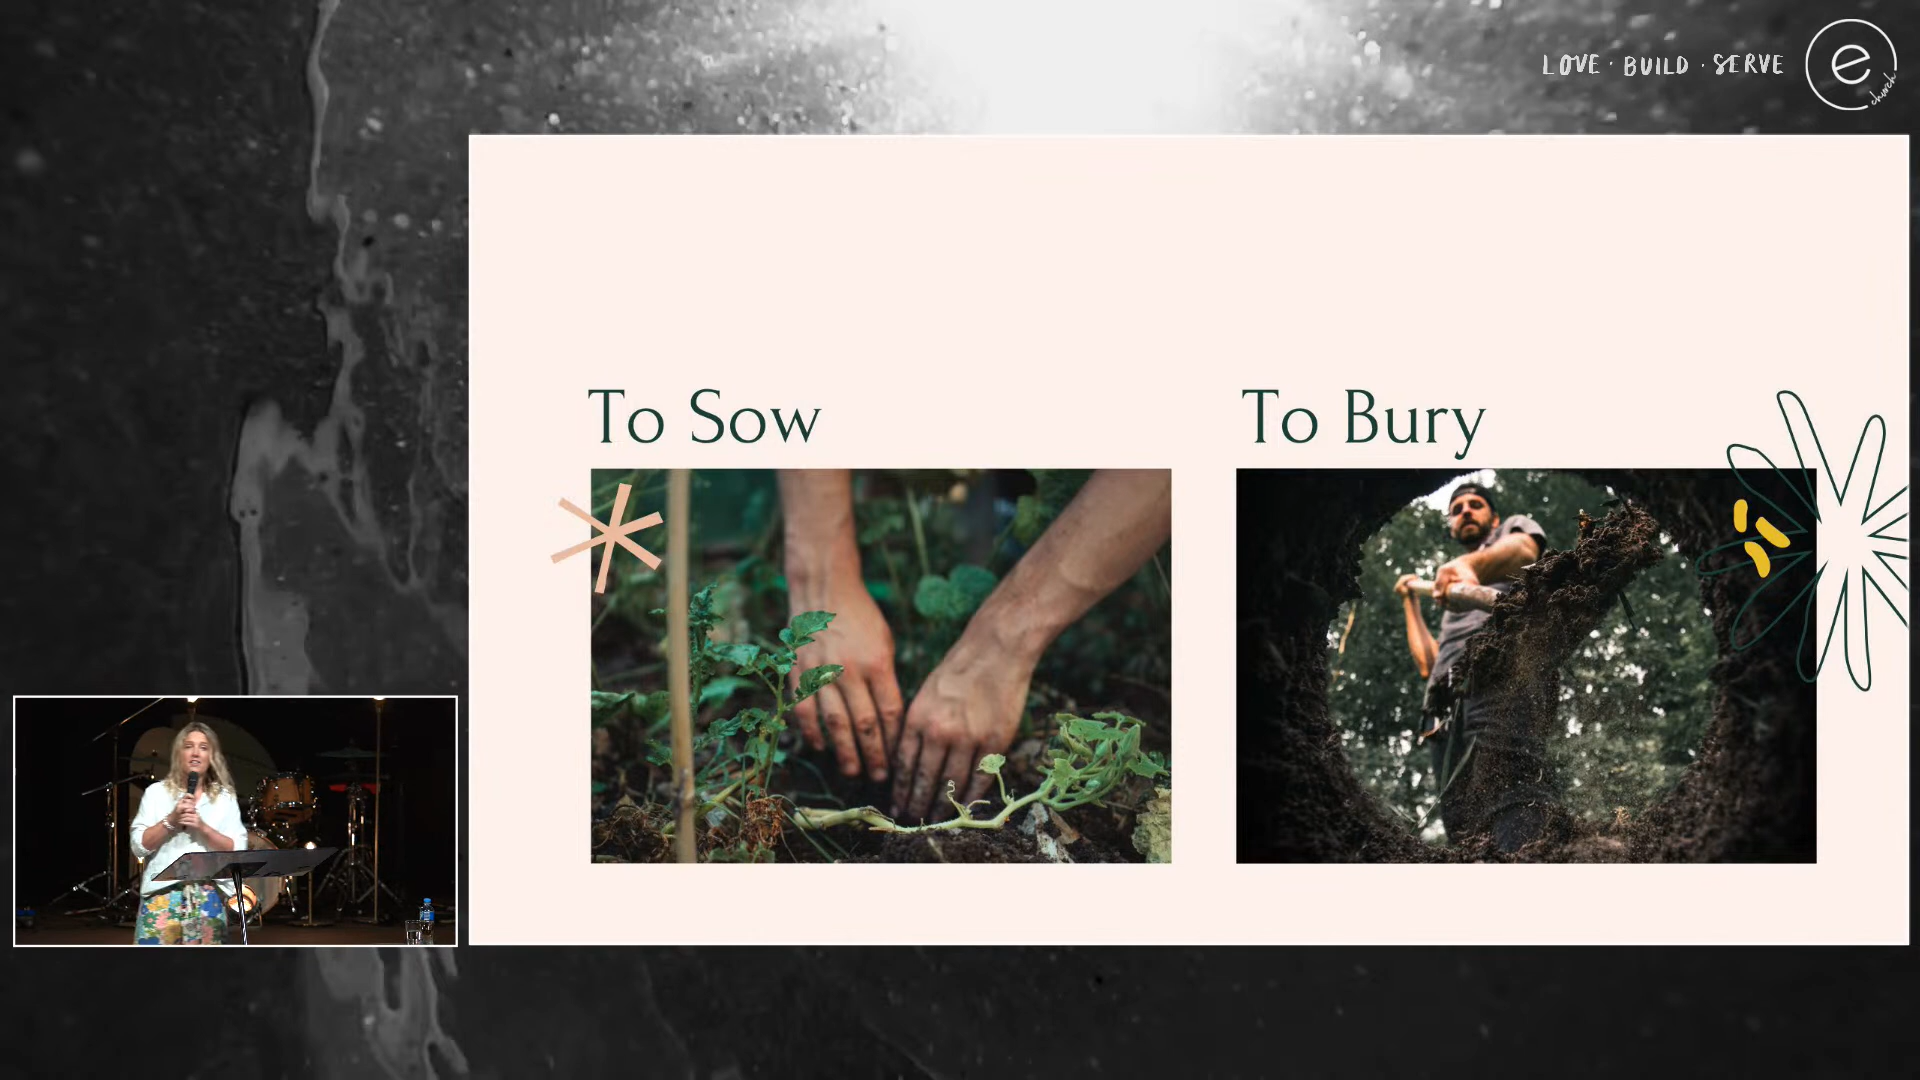 LOVE · BUILD · SERVE
e
church
To Sow
To Bury